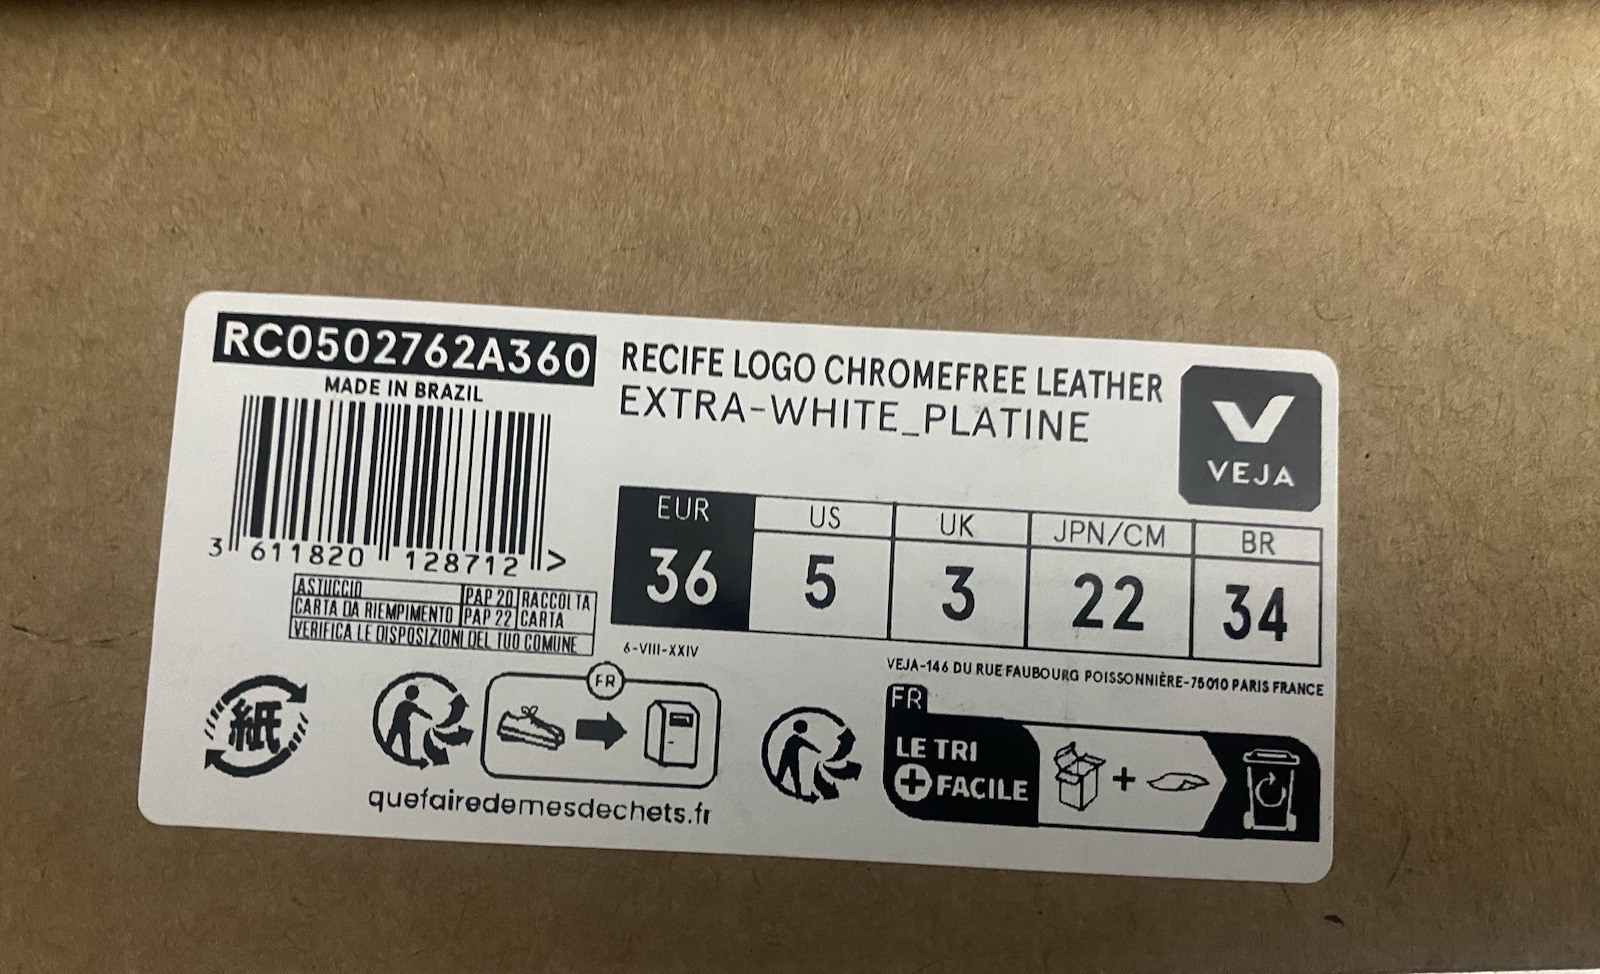 RC0502762A360
MADE IN BRAZIL
3 611820 128712 >
RECIFE LOGO CHROMEFREE LEATHER
EXTRA-WHITE_PLATINE
VEJA
EUR US UK JPN/CM BR
36 5 3 22 34
ASTUCCIO PAP 20 RACCOLTA
CARTA DA RIEMPIMENTO PAP 22 CARTA
VERIFICA LE DISPOSIZIONI DEL TUO COMUNE
6-VIII-XXIV
VEJA-146 DU RUE FAUBOURG POISSONNIÈRE-75010 PARIS FRANCE
紙
FR
quefairedemesdechets.fr
FR
LE TRI
+ FACILE
+